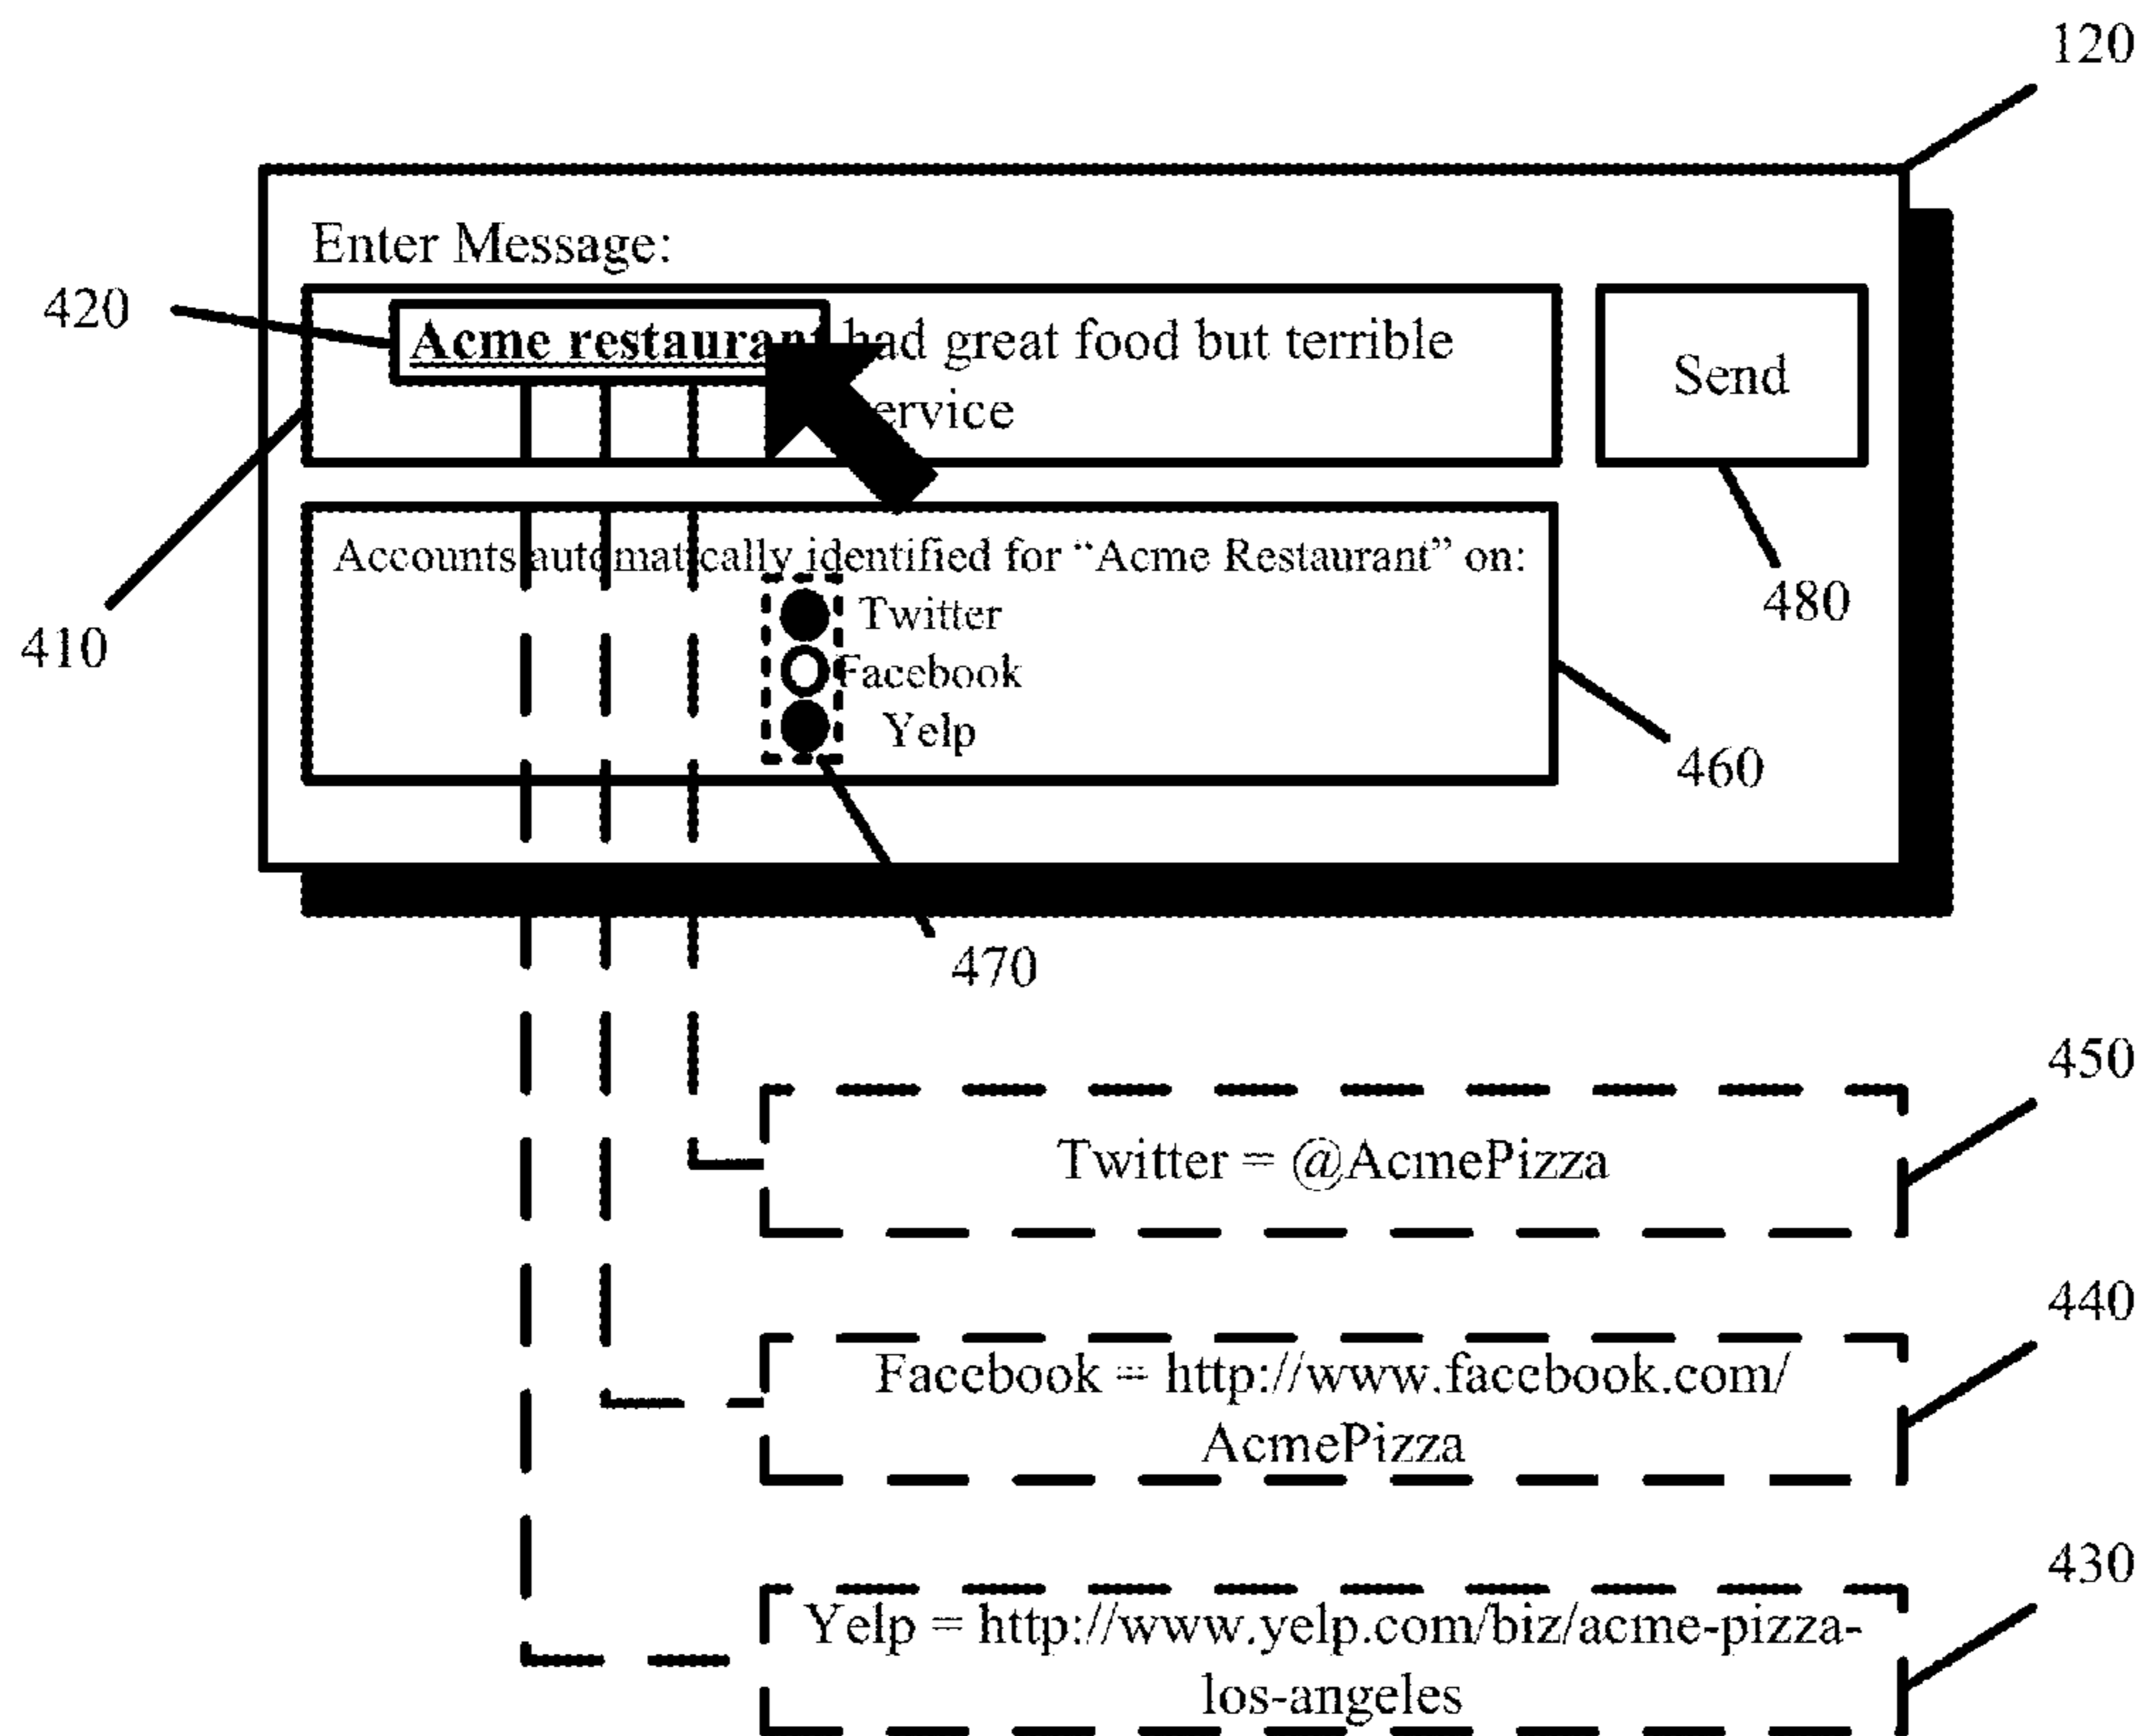 120
Enter Message:
420
Acme restaurant had great food but terrible
service
Send
410
Accounts automatically identified for “Acme Restaurant” on:
Twitter
Facebook
Yelp
480
460
470
450
Twitter = @AcmePizza
440
Facebook = http://www.facebook.com/
AcmePizza
430
Yelp = http://www.yelp.com/biz/acme-pizza-
los-angeles